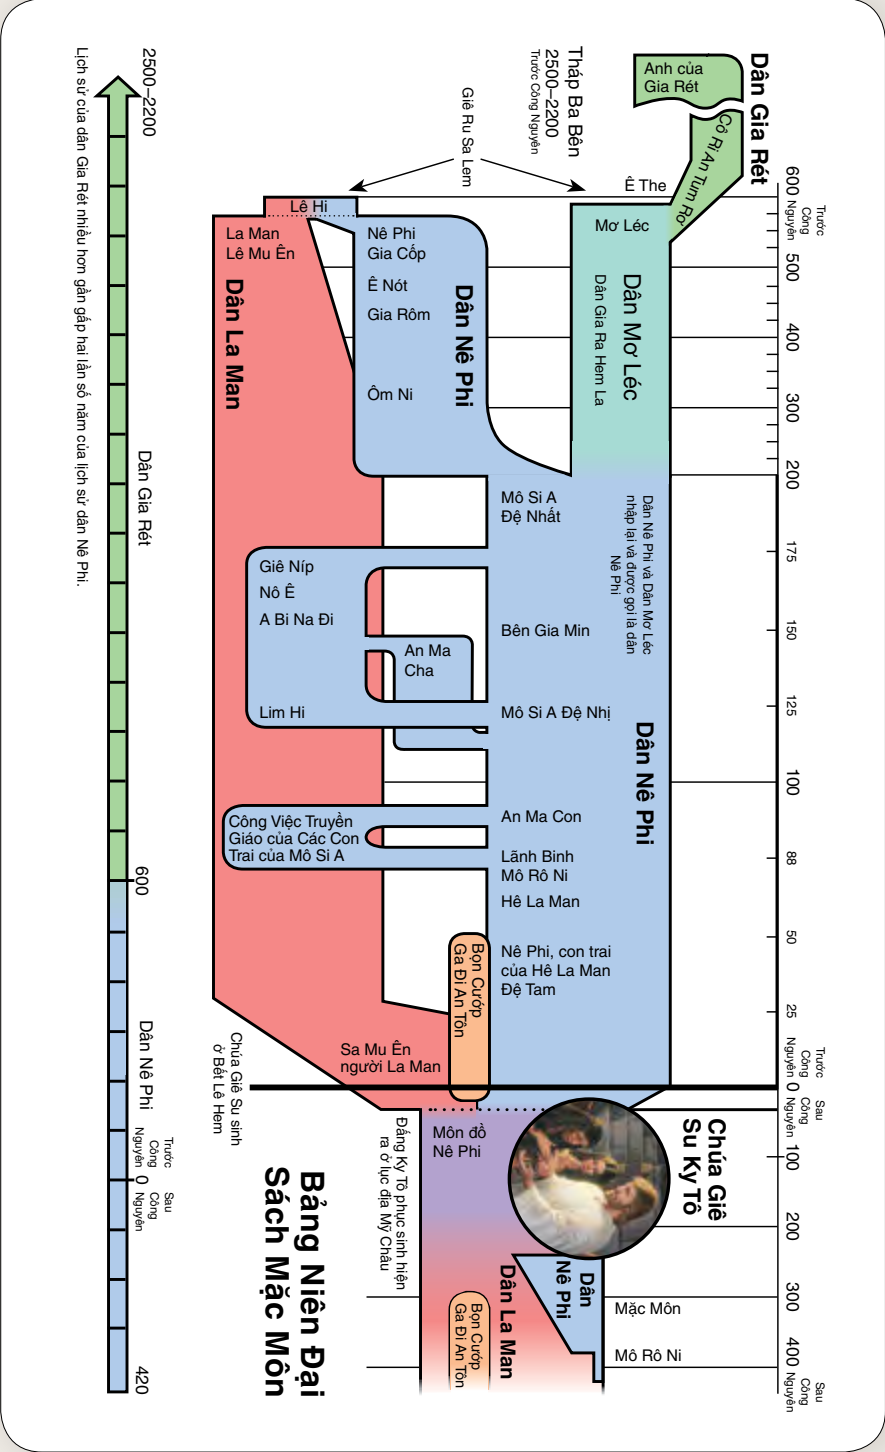 Bảng Niên Đại
Sách Mặc Môn
Dân Gia Rét
Anh của
Gia Rét
Cô Ri An Tum Rơ
Tháp Ba Bên
2500–2200
Trước Công Nguyên
Giê Ru Sa Lem
Ê The
600
Trước
Công
Nguyên
500
400
300
200
175
150
125
100
88
50
25
Trước
Công
Nguyên
0
Sau
Công
Nguyên
100
200
300
400
Sau
Công
Nguyên
Mơ Léc
Dân Mơ Léc
Dân Gia Ra Hem La
Lê Hi
Nê Phi
Gia Cốp
Ê Nót
Gia Rôm
Ôm Ni
Dân Nê Phi
La Man
Lê Mu Ên
Dân La Man
Mô Si A
Đệ Nhất
Dân Nê Phi và Dân Mơ Léc
nhập lại và được gọi là dân
Nê Phi
Bên Gia Min
Mô Si A Đệ Nhị
Dân Nê Phi
Giê Níp
Nô Ê
A Bi Na Đi
Lim Hi
An Ma
Cha
An Ma Con
Lãnh Binh
Mô Rô Ni
Hê La Man
Công Việc Truyền
Giáo của Các Con
Trai của Mô Si A
Nê Phi, con trai
của Hê La Man
Đệ Tam
Bọn Cướp
Ga Đi An Tôn
Sa Mu Ên
người La Man
Chúa Giê Su sinh
ở Bết Lê Hem
Chúa Giê
Su Ky Tô
Môn đồ
Nê Phi
Đấng Ky Tô phục sinh hiện
ra ở lục địa Mỹ Châu
Dân
Nê Phi
Dân La Man
Bọn Cướp
Ga Đi An Tôn
Mặc Môn
Mô Rô Ni
2500–2200
Dân Gia Rét
600
Dân Nê Phi
Trước
Công
Nguyên
0
Sau
Công
Nguyên
420
Lịch sử của dân Gia Rét nhiều hơn gần gấp hai lần số năm của lịch sử dân Nê Phi.